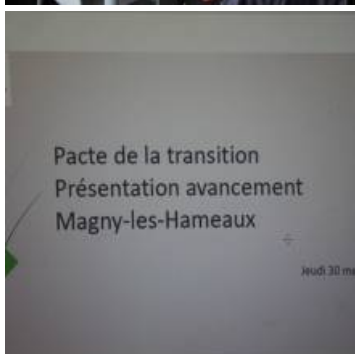 Pacte de la transition
Présentation avancement
Magny-les-Hameaux
Jeudi 30